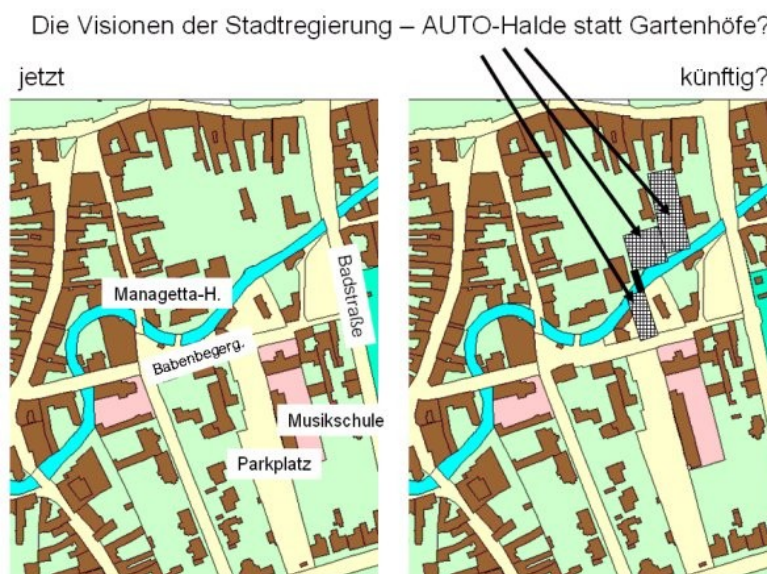 Die Visionen der Stadtregierung – AUTO-Halde statt Gartenhöfe?
jetzt
künftig?
Managetta-H.
Badstraße
Babenbegerg.
Musikschule
Parkplatz